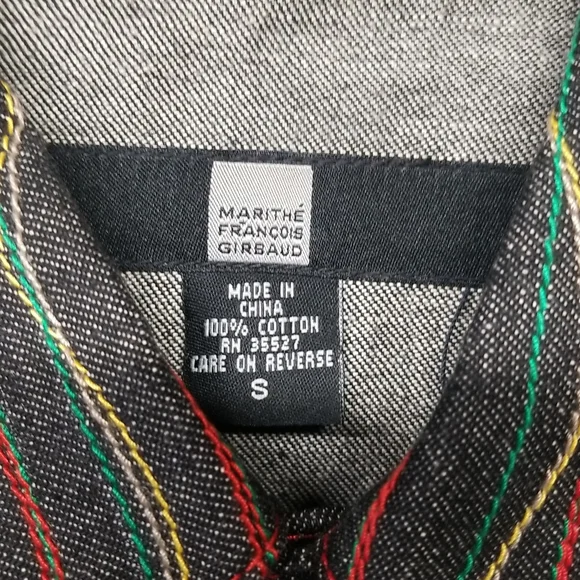 MARITHÉ
FRANÇOIS
GIRBAUD
MADE IN
CHINA
100% COTTON
RN 35527
CARE ON REVERSE
S